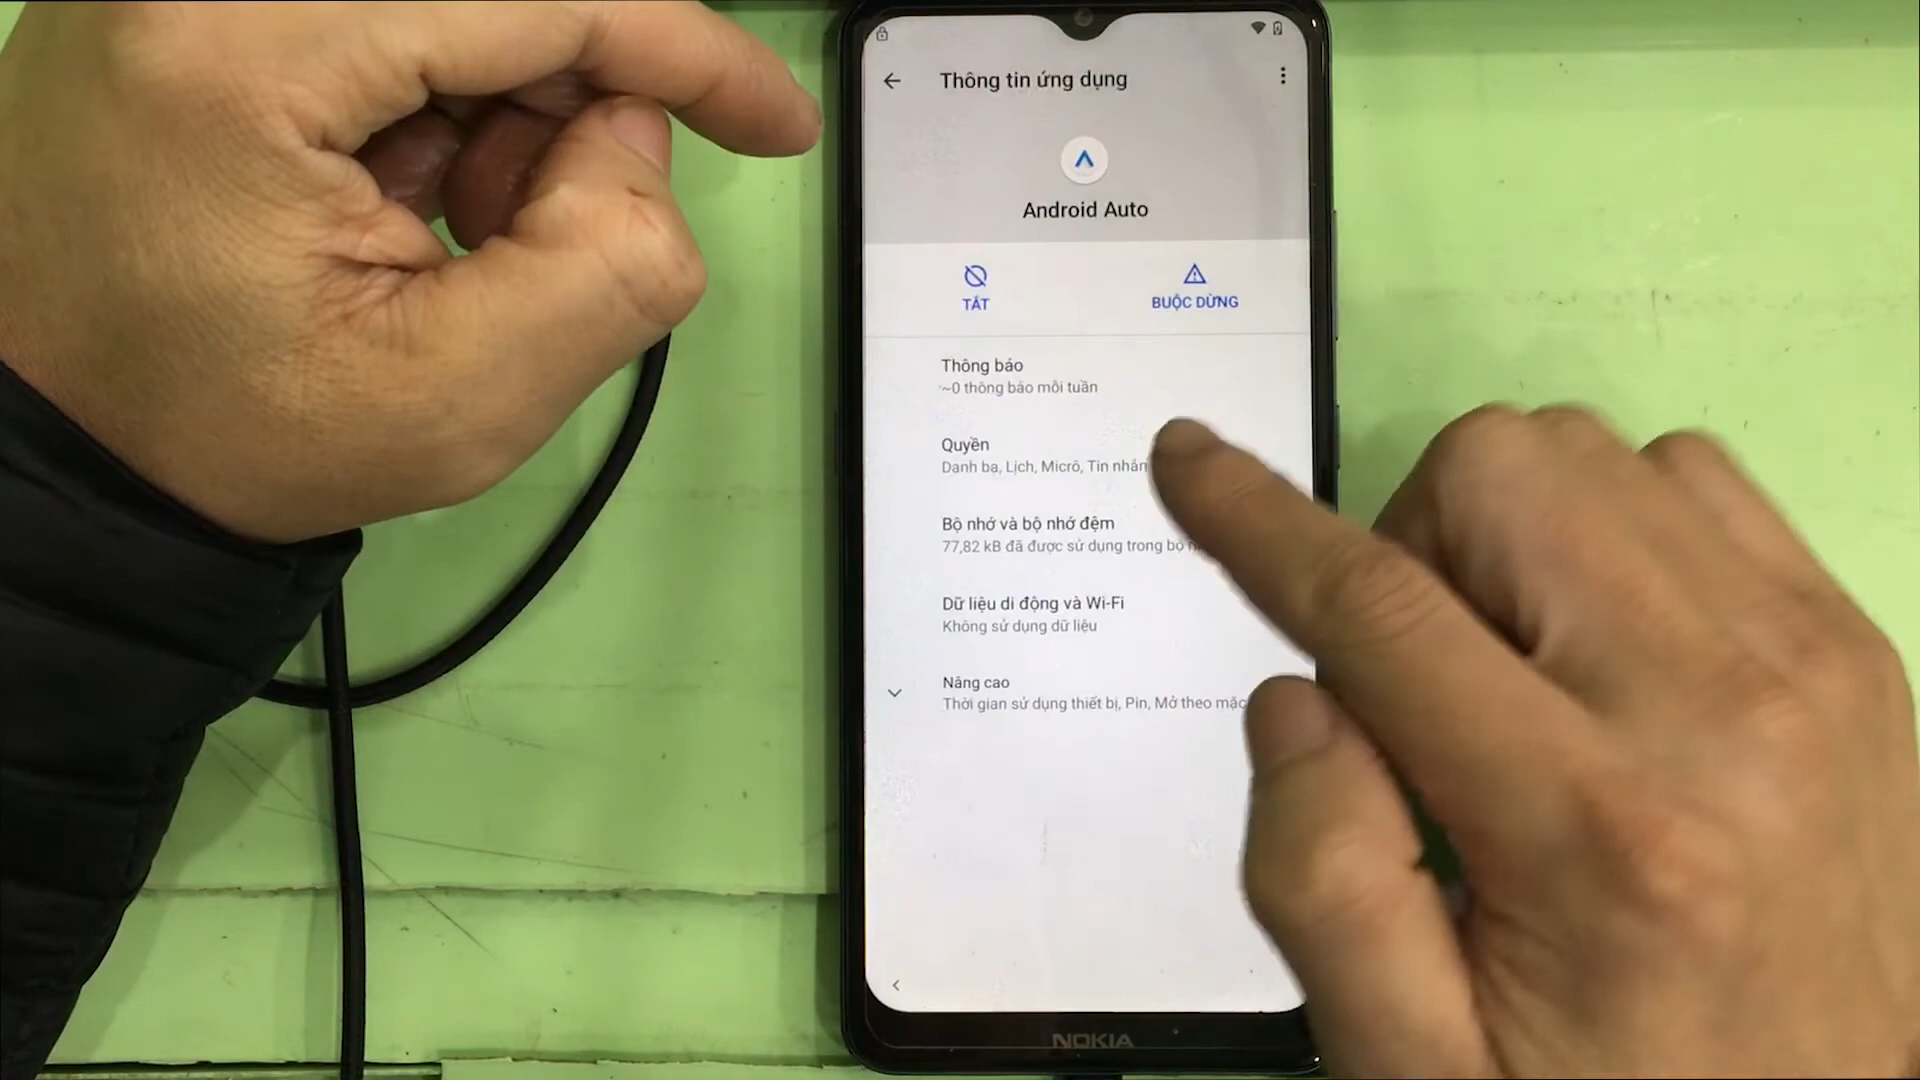 Thông tin ứng dụng
Android Auto
TẮT
BUỘC DỪNG
Thông báo
~0 thông báo mỗi tuần
Quyền
Danh bạ, Lịch, Micrô, Tin nhắn
Bộ nhớ và bộ nhớ đệm
77,82 kB đã được sử dụng trong bộ
Dữ liệu di động và Wi-Fi
Không sử dụng dữ liệu
Nâng cao
Thời gian sử dụng thiết bị, Pin, Mở theo mặc
NOKIA